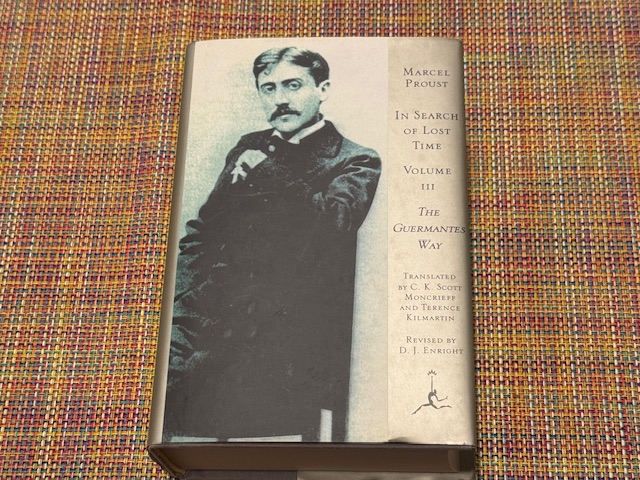 MARCEL
PROUST
IN SEARCH
OF LOST
TIME
VOLUME
III
THE
GUERMANTES
WAY
TRANSLATED
BY C. K. SCOTT
MONCRIEFF
AND TERENCE
KILMARTIN
REVISED BY
D. J. ENRIGHT